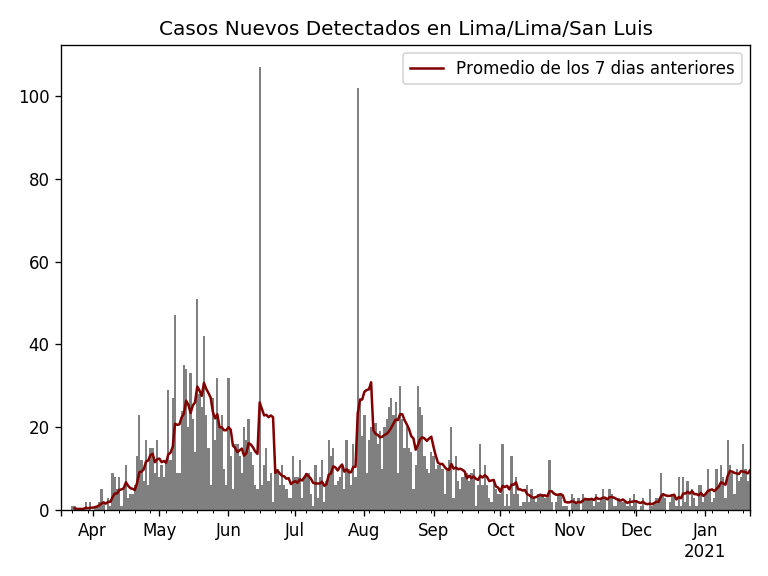 Casos Nuevos Detectados en Lima/Lima/San Luis
Promedio de los 7 dias anteriores
100
80
60
40
20
0
Apr May Jun Jul Aug Sep Oct Nov Dec Jan
2021